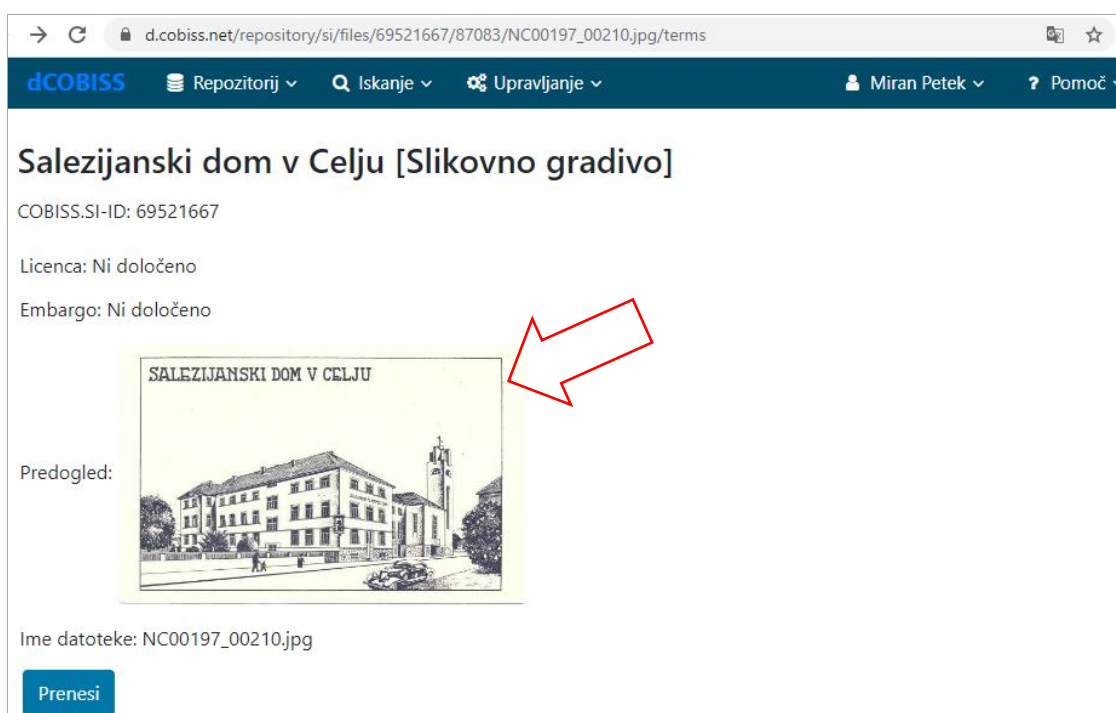 d.cobiss.net/repository/si/files/69521667/87083/NC00197_00210.jpg/terms
dCOBISS Repozitorij Iskanje Upravljanje Miran Petek ? Pomoč
Salezijanski dom v Celju [Slikovno gradivo]
COBISS.SI-ID: 69521667
Licenca: Ni določeno
Embargo: Ni določeno
SALEZIJANSKI DOM V CELJU
Predogled:
Ime datoteke: NC00197_00210.jpg
Prenesi